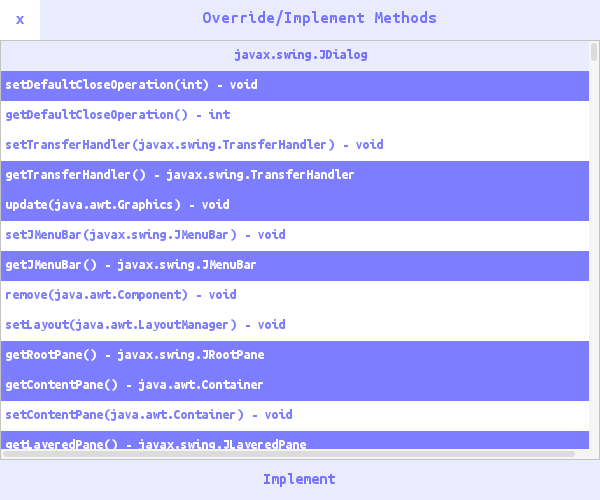 x
Override/Implement Methods
javax.swing.JDialog
setDefaultCloseOperation(int) - void
getDefaultCloseOperation() - int
setTransferHandler(javax.swing.TransferHandler) - void
getTransferHandler() - javax.swing.TransferHandler
update(java.awt.Graphics) - void
setJMenuBar(javax.swing.JMenuBar) - void
getJMenuBar() - javax.swing.JMenuBar
remove(java.awt.Component) - void
setLayout(java.awt.LayoutManager) - void
getRootPane() - javax.swing.JRootPane
getContentPane() - java.awt.Container
setContentPane(java.awt.Container) - void
getLayeredPane() - javax.swing.JLayeredPane
Implement